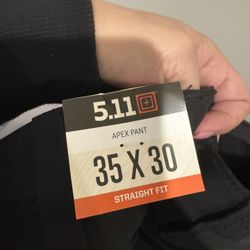 5.11
APEX PANT
35 X 30
STRAIGHT FIT